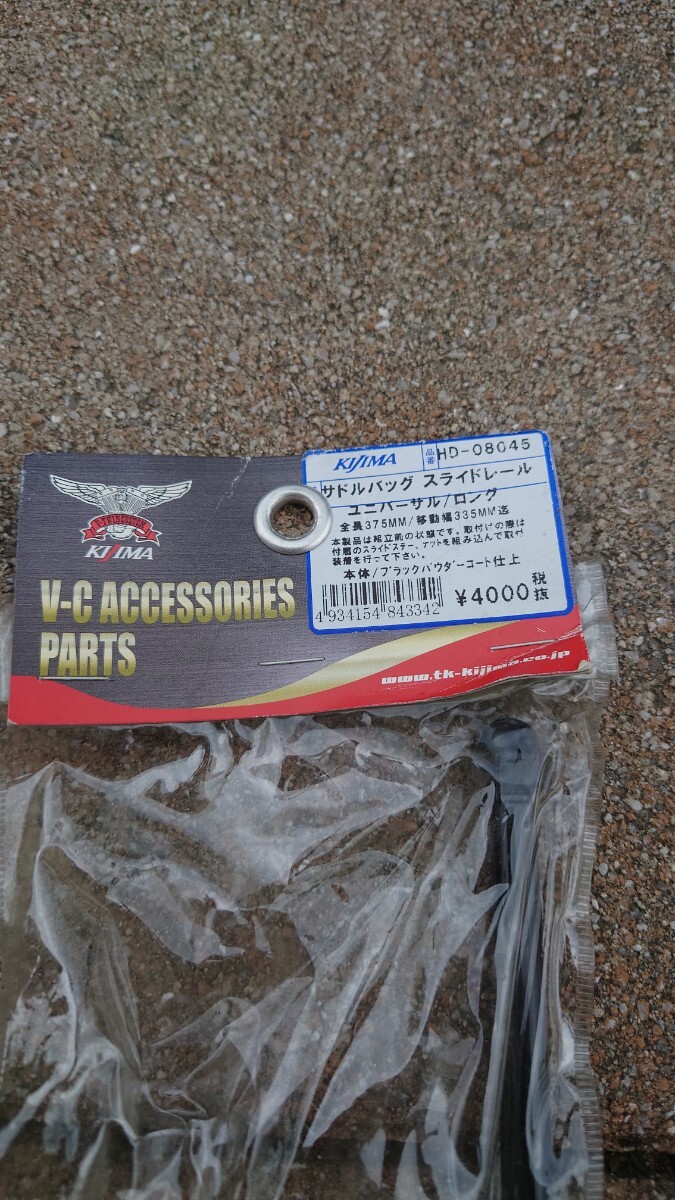 KIJIMA
V-C ACCESSORIES
PARTS
KIJIMA 品番 HD-08045
サドルバッグ スライドレール
ユニバーサル/ロング
全長375MM/移動幅335MM迄
本製品は組立前の状態です。取付けの際は
付属のスライドステー、ナットを組み込んで取付
装着を行って下さい。
本体/ブラックパウダーコート仕上
4 934154 843342
¥4000 税抜
www.tk-kijima.co.jp